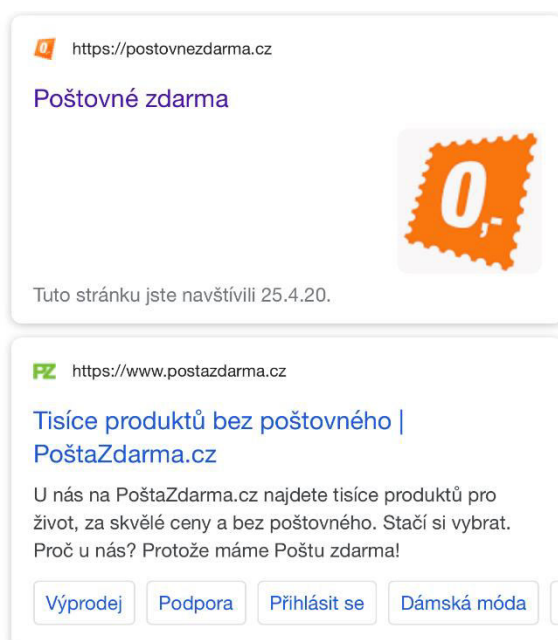 0,-
https://postovnezdarma.cz
Poštovné zdarma
0,-
Tuto stránku jste navštívili 25.4.20.
PZ
https://www.postazdarma.cz
Tisíce produktů bez poštovného |
PoštaZdarma.cz
U nás na PoštaZdarma.cz najdete tisíce produktů pro
život, za skvělé ceny a bez poštovného. Stačí si vybrat.
Proč u nás? Protože máme Poštu zdarma!
Výprodej Podpora Přihlásit se Dámská móda